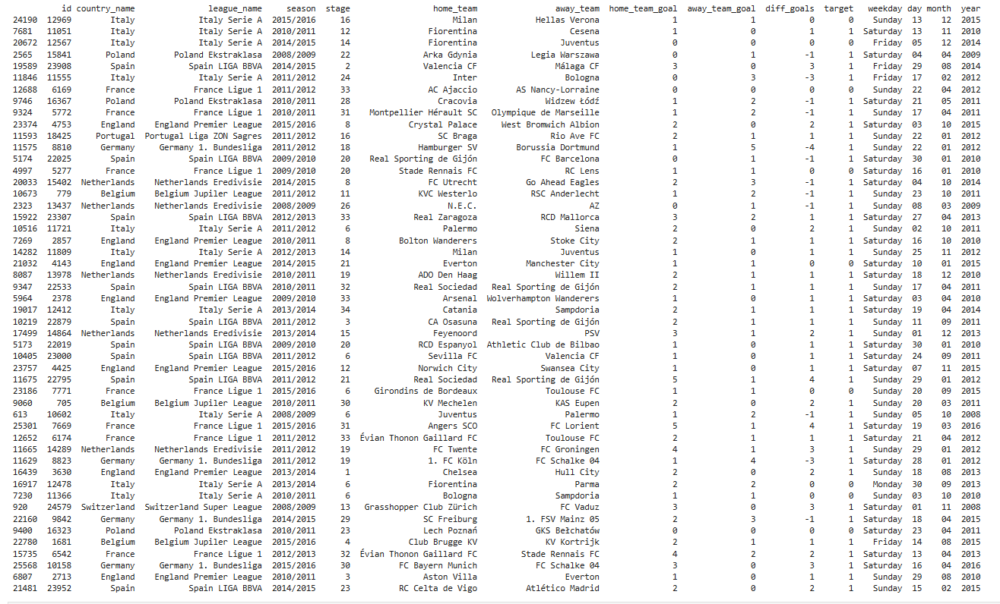 id country_name league_name season stage home_team away_team home_team_goal away_team_goal diff_goals target weekday day month year
24190 12969 Italy Italy Serie A 2015/2016 16 Milan Hellas Verona 1 1 0 0 Sunday 13 12 2015
7681 11051 Italy Italy Serie A 2010/2011 12 Fiorentina Cesena 1 0 1 1 Saturday 13 11 2010
20672 12567 Italy Italy Serie A 2014/2015 14 Fiorentina Juventus 0 0 0 0 Friday 05 12 2014
2565 15841 Poland Poland Ekstraklasa 2008/2009 22 Arka Gdynia Legia Warszawa 0 1 -1 1 Saturday 04 04 2009
19589 23908 Spain Spain LIGA BBVA 2014/2015 2 Valencia CF Málaga CF 3 0 3 1 Friday 29 08 2014
11846 11555 Italy Italy Serie A 2011/2012 24 Inter Bologna 0 3 -3 1 Friday 17 02 2012
12688 6169 France France Ligue 1 2011/2012 33 AC Ajaccio AS Nancy-Lorraine 0 0 0 0 Sunday 22 04 2012
9746 16367 Poland Poland Ekstraklasa 2010/2011 28 Cracovia Widzew Łódź 1 2 -1 1 Saturday 21 05 2011
9324 5772 France France Ligue 1 2010/2011 31 Montpellier Hérault SC Olympique de Marseille 1 2 -1 1 Sunday 17 04 2011
23374 4753 England England Premier League 2015/2016 8 Crystal Palace West Bromwich Albion 2 0 2 1 Saturday 03 10 2015
11593 18425 Portugal Portugal Liga ZON Sagres 2011/2012 16 SC Braga Rio Ave FC 2 1 1 1 Sunday 22 01 2012
11575 8810 Germany Germany 1. Bundesliga 2011/2012 18 Hamburger SV Borussia Dortmund 1 5 -4 1 Sunday 22 01 2012
5174 22025 Spain Spain LIGA BBVA 2009/2010 20 Real Sporting de Gijón FC Barcelona 0 1 -1 1 Saturday 30 01 2010
4997 5277 France France Ligue 1 2009/2010 20 Stade Rennais FC RC Lens 1 1 0 0 Saturday 16 01 2010
20033 15402 Netherlands Netherlands Eredivisie 2014/2015 8 FC Utrecht Go Ahead Eagles 2 3 -1 1 Saturday 04 10 2014
10673 779 Belgium Belgium Jupiler League 2011/2012 11 KVC Westerlo RSC Anderlecht 1 2 -1 1 Sunday 23 10 2011
2323 13437 Netherlands Netherlands Eredivisie 2008/2009 26 N.E.C. AZ 0 1 -1 1 Sunday 08 03 2009
15922 23307 Spain Spain LIGA BBVA 2012/2013 33 Real Zaragoza RCD Mallorca 3 2 1 1 Saturday 27 04 2013
10516 11721 Italy Italy Serie A 2011/2012 6 Palermo Siena 2 0 2 1 Sunday 02 10 2011
7269 2857 England England Premier League 2010/2011 8 Bolton Wanderers Stoke City 2 1 1 1 Saturday 16 10 2010
14282 11809 Italy Italy Serie A 2012/2013 14 Milan Juventus 1 0 1 1 Sunday 25 11 2012
21032 4143 England England Premier League 2014/2015 21 Everton Manchester City 1 1 0 0 Saturday 10 01 2015
8087 13978 Netherlands Netherlands Eredivisie 2010/2011 19 ADO Den Haag Willem II 2 1 1 1 Saturday 18 12 2010
9347 22533 Spain Spain LIGA BBVA 2010/2011 32 Real Sociedad Real Sporting de Gijón 2 1 1 1 Sunday 17 04 2011
5964 2378 England England Premier League 2009/2010 33 Arsenal Wolverhampton Wanderers 1 0 1 1 Saturday 03 04 2010
19017 12412 Italy Italy Serie A 2013/2014 34 Catania Sampdoria 2 1 1 1 Saturday 19 04 2014
10219 22879 Spain Spain LIGA BBVA 2011/2012 3 CA Osasuna Real Sporting de Gijón 2 1 1 1 Sunday 11 09 2011
17499 14864 Netherlands Netherlands Eredivisie 2013/2014 15 Feyenoord PSV 3 1 2 1 Sunday 01 12 2013
5173 22019 Spain Spain LIGA BBVA 2009/2010 20 RCD Espanyol Athletic Club de Bilbao 1 0 1 1 Saturday 30 01 2010
10405 23000 Spain Spain LIGA BBVA 2011/2012 6 Sevilla FC Valencia CF 1 0 1 1 Saturday 24 09 2011
23757 4425 England England Premier League 2015/2016 12 Norwich City Swansea City 1 0 1 1 Saturday 07 11 2015
11675 22795 Spain Spain LIGA BBVA 2011/2012 21 Real Sociedad Real Sporting de Gijón 5 1 4 1 Sunday 29 01 2012
23186 7771 France France Ligue 1 2015/2016 6 Girondins de Bordeaux Toulouse FC 1 1 0 0 Sunday 20 09 2015
9060 705 Belgium Belgium Jupiler League 2010/2011 30 KV Mechelen KAS Eupen 2 0 2 1 Sunday 20 03 2011
613 10602 Italy Italy Serie A 2008/2009 6 Juventus Palermo 1 2 -1 1 Sunday 05 10 2008
25301 7669 France France Ligue 1 2015/2016 31 Angers SCO FC Lorient 5 1 4 1 Saturday 19 03 2016
12652 6174 France France Ligue 1 2011/2012 33 Évian Thonon Gaillard FC Toulouse FC 2 1 1 1 Saturday 21 04 2012
11665 14289 Netherlands Netherlands Eredivisie 2011/2012 19 FC Twente FC Groningen 4 1 3 1 Sunday 29 01 2012
11629 8823 Germany Germany 1. Bundesliga 2011/2012 19 1. FC Köln FC Schalke 04 1 4 -3 1 Saturday 28 01 2012
16439 3630 England England Premier League 2013/2014 1 Chelsea Hull City 2 0 2 1 Sunday 18 08 2013
16917 12478 Italy Italy Serie A 2013/2014 6 Fiorentina Parma 2 2 0 0 Monday 30 09 2013
7230 11366 Italy Italy Serie A 2010/2011 6 Bologna Sampdoria 1 1 0 0 Sunday 03 10 2010
920 24579 Switzerland Switzerland Super League 2008/2009 13 Grasshopper Club Zürich FC Vaduz 3 0 3 1 Saturday 01 11 2008
22160 9842 Germany Germany 1. Bundesliga 2014/2015 29 SC Freiburg 1. FSV Mainz 05 2 3 -1 1 Saturday 18 04 2015
9400 16323 Poland Poland Ekstraklasa 2010/2011 23 Lech Poznań GKS Bełchatów 0 0 0 0 Saturday 23 04 2011
22780 1681 Belgium Belgium Jupiler League 2015/2016 4 Club Brugge KV KV Kortrijk 2 1 1 1 Friday 14 08 2015
15735 6542 France France Ligue 1 2012/2013 32 Évian Thonon Gaillard FC Stade Rennais FC 4 2 2 1 Saturday 13 04 2013
25568 10158 Germany Germany 1. Bundesliga 2015/2016 30 FC Bayern Munich FC Schalke 04 3 0 3 1 Saturday 16 04 2016
6807 2713 England England Premier League 2010/2011 3 Aston Villa Everton 1 0 1 1 Sunday 29 08 2010
21481 23952 Spain Spain LIGA BBVA 2014/2015 23 RC Celta de Vigo Atlético Madrid 2 0 2 1 Sunday 15 02 2015